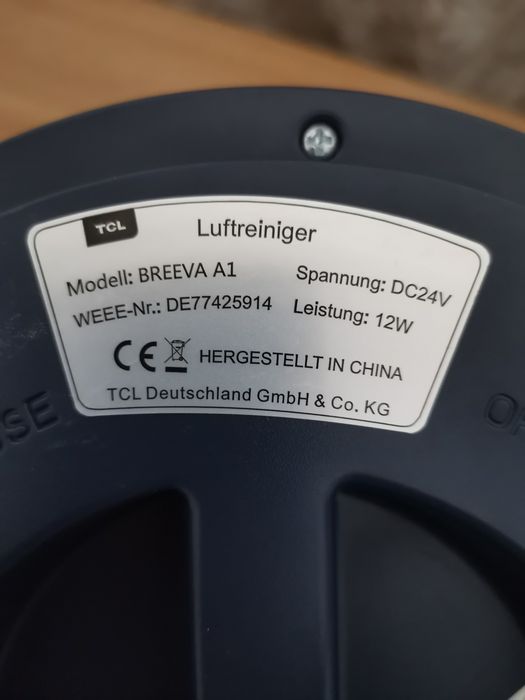 TCL
Luftreiniger
Modell: BREEVA A1
Spannung: DC24V
WEEE-Nr.: DE77425914
Leistung: 12W
CE HERGESTELLT IN CHINA
TCL Deutschland GmbH & Co. KG